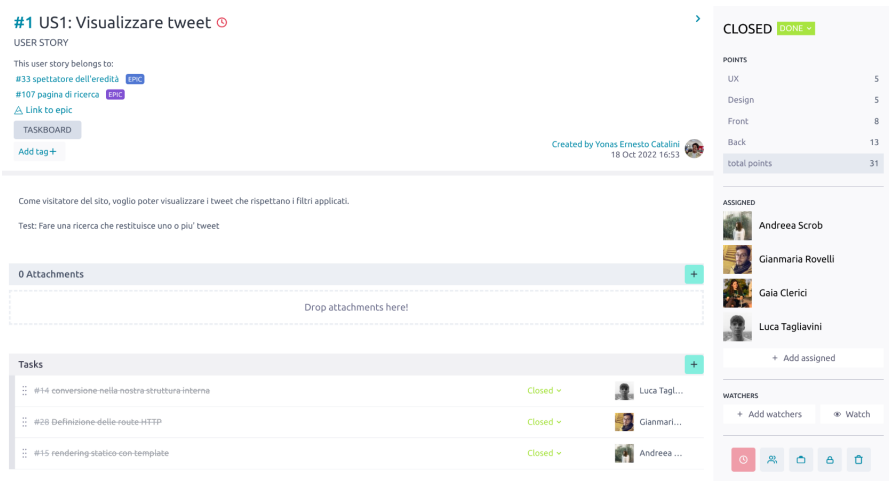 #1 US1: Visualizzare tweet
USER STORY
This user story belongs to:
#33 spettatore dell'eredità EPIC
#107 pagina di ricerca EPIC
Link to epic
TASKBOARD
Add tag+
Created by Yonas Ernesto Catalini
18 Oct 2022 16:53
Come visitatore del sito, voglio poter visualizzare i tweet che rispettano i filtri applicati.
Test: Fare una ricerca che restituisce uno o piu' tweet
0 Attachments +
Drop attachments here!
Tasks +
#14 conversione nella nostra struttura interna Closed Luca Tagl...
#28 Definizione delle route HTTP Closed Gianmari...
#15 rendering statico con template Closed Andreea ...
CLOSED DONE
POINTS
UX 5
Design 5
Front 8
Back 13
total points 31
ASSIGNED
Andreea Scrob
Gianmaria Rovelli
Gaia Clerici
Luca Tagliavini
+ Add assigned
WATCHERS
+ Add watchers Watch